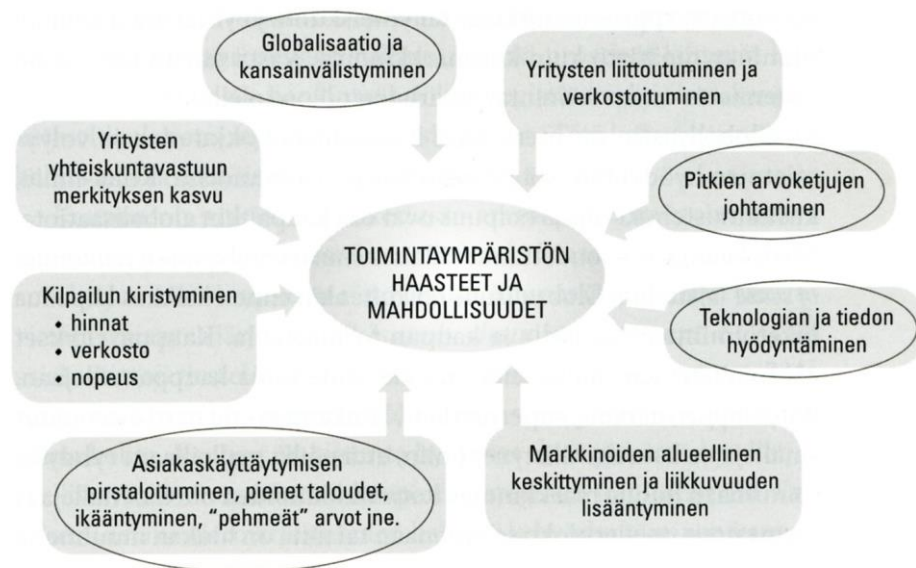 Globalisaatio ja
kansainvälistyminen
Yritysten liittoutuminen ja
verkostoituminen
Yritysten
yhteiskuntavastuun
merkityksen kasvu
Pitkien arvoketjujen
johtaminen
TOIMINTAYMPÄRISTÖN
HAASTEET JA
MAHDOLLISUUDET
Kilpailun kiristyminen
• hinnat
• verkosto
• nopeus
Teknologian ja tiedon
hyödyntäminen
Asiakaskäyttäytymisen
pirstaloituminen, pienet taloudet,
ikääntyminen, "pehmeät" arvot jne.
Markkinoiden alueellinen
keskittyminen ja liikkuvuuden
lisääntyminen